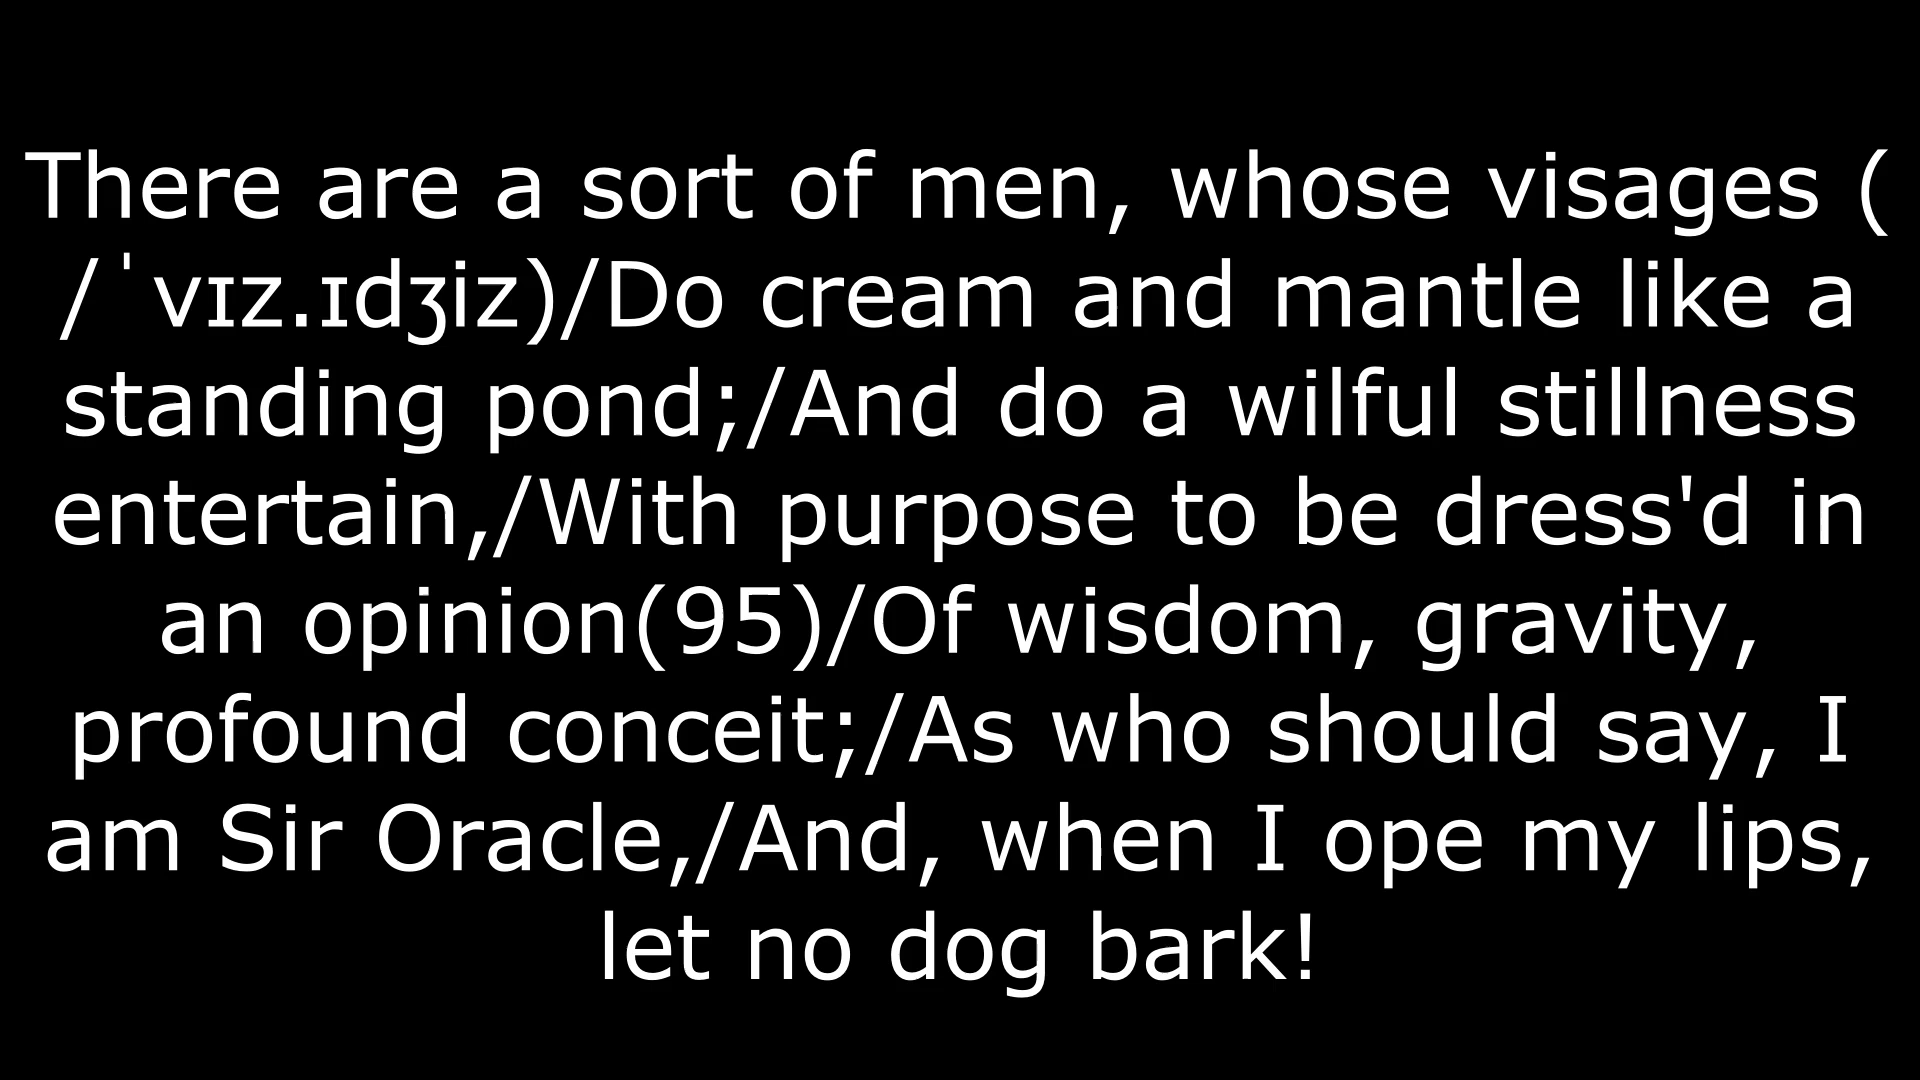 There are a sort of men, whose visages (
/ˈvɪz.ɪdʒiz)/Do cream and mantle like a
standing pond;/And do a wilful stillness
entertain,/With purpose to be dress'd in
an opinion(95)/Of wisdom, gravity,
profound conceit;/As who should say, I
am Sir Oracle,/And, when I ope my lips,
let no dog bark!